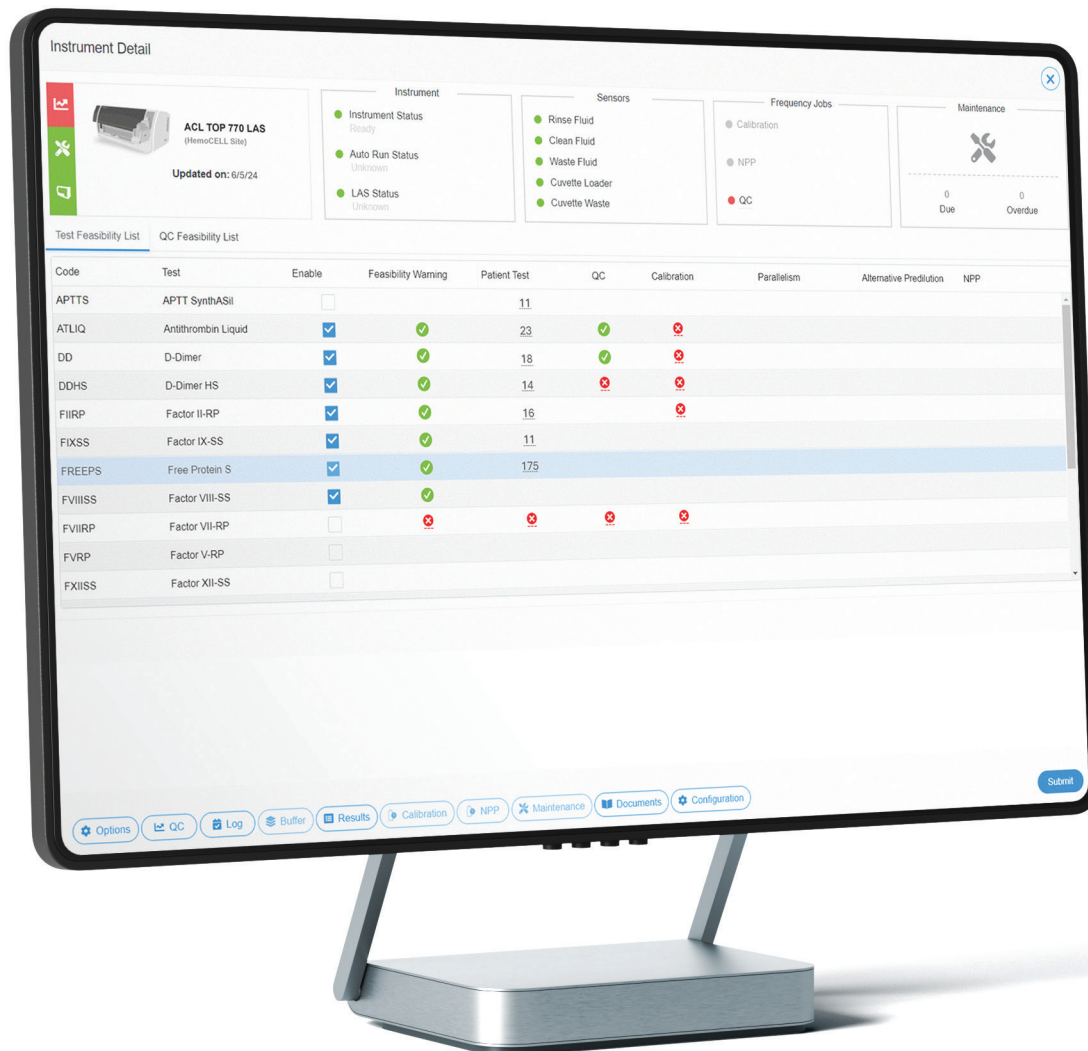 Instrument Detail
ACL TOP 770 LAS
(HemoCELL Site)
Updated on: 6/5/24
Instrument
Instrument Status
Ready
Auto Run Status
Unknown
LAS Status
Unknown
Sensors
Rinse Fluid
Clean Fluid
Waste Fluid
Cuvette Loader
Cuvette Waste
Frequency Jobs
Calibration
NPP
QC
Maintenance
0 0
Due Overdue
Test Feasibility List QC Feasibility List
Code Test Enable Feasibility Warning Patient Test QC Calibration Parallelism Alternative Predilution NPP
APTTS APTT SynthASil 11
ATLIQ Antithrombin Liquid 23
DD D-Dimer 18
DDHS D-Dimer HS 14
FIIRP Factor II-RP 16
FIXSS Factor IX-SS 11
FREEPS Free Protein S 175
FVIIISS Factor VIII-SS
FVIIRP Factor VII-RP
FVRP Factor V-RP
FXIISS Factor XII-SS
Submit
Options QC Log Buffer Results Calibration NPP Maintenance Documents Configuration